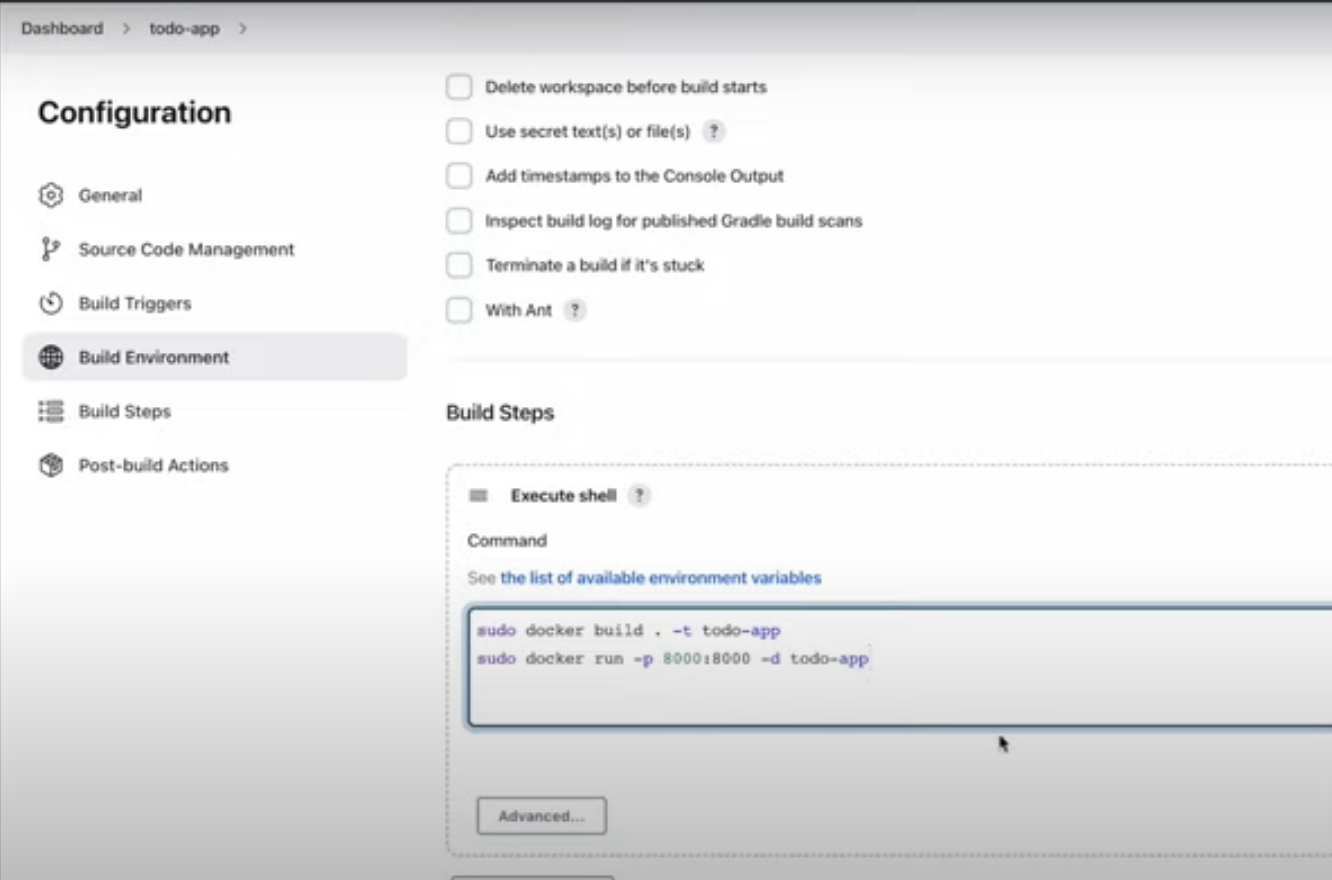 Dashboard > todo-app >
Configuration
General
Source Code Management
Build Triggers
Build Environment
Build Steps
Post-build Actions
Delete workspace before build starts
Use secret text(s) or file(s) ?
Add timestamps to the Console Output
Inspect build log for published Gradle build scans
Terminate a build if it's stuck
With Ant ?
Build Steps
Execute shell ?
Command
See the list of available environment variables
sudo docker build . -t todo-app
sudo docker run -p 8000:8000 -d todo-app
Advanced...